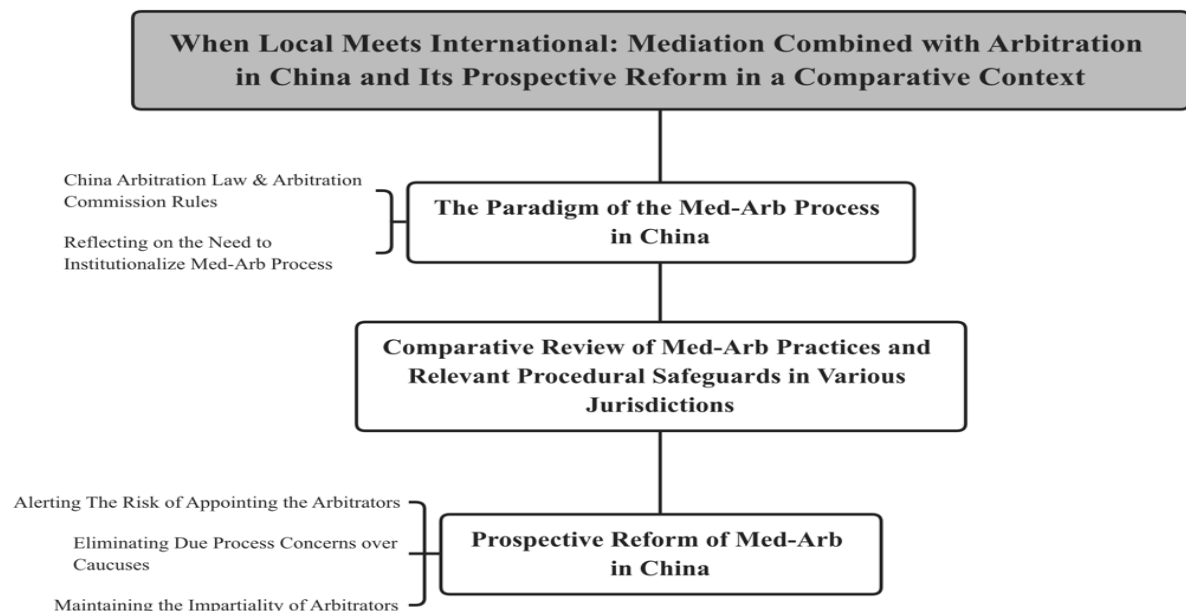 When Local Meets International: Mediation Combined with Arbitration
in China and Its Prospective Reform in a Comparative Context
China Arbitration Law & Arbitration
Commission Rules
Reflecting on the Need to
Institutionalize Med-Arb Process
The Paradigm of the Med-Arb Process
in China
Comparative Review of Med-Arb Practices and
Relevant Procedural Safeguards in Various
Jurisdictions
Alerting The Risk of Appointing the Arbitrators
Eliminating Due Process Concerns over
Caucuses
Maintaining the Impartiality of Arbitrators
Prospective Reform of Med-Arb
in China